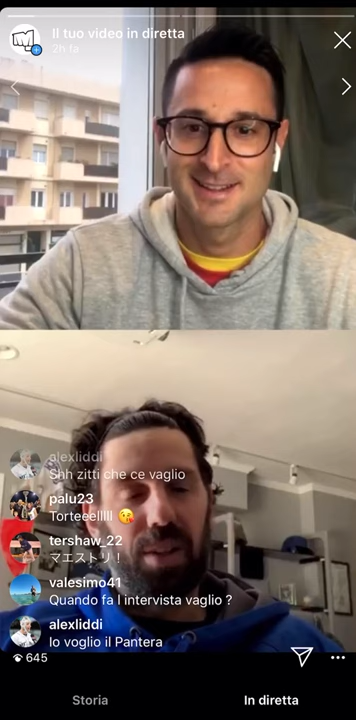 Il tuo video in diretta
2h fa
alexliddi
Shh zitti che ce vaglio
palu23
Torteeelllll 😘
tershaw_22
マエストリ！
valesimo41
Quando fa l intervista vaglio ?
alexliddi
Io voglio il Pantera
645
Storia
In diretta